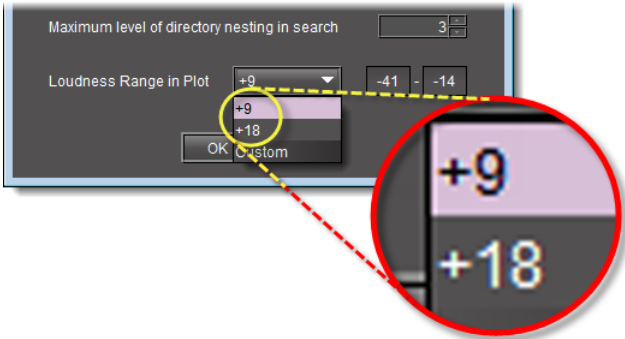 Maximum level of directory nesting in search 3
Loudness Range in Plot +9 -41 - -14
+9
+18
OK Custom
+9
+18